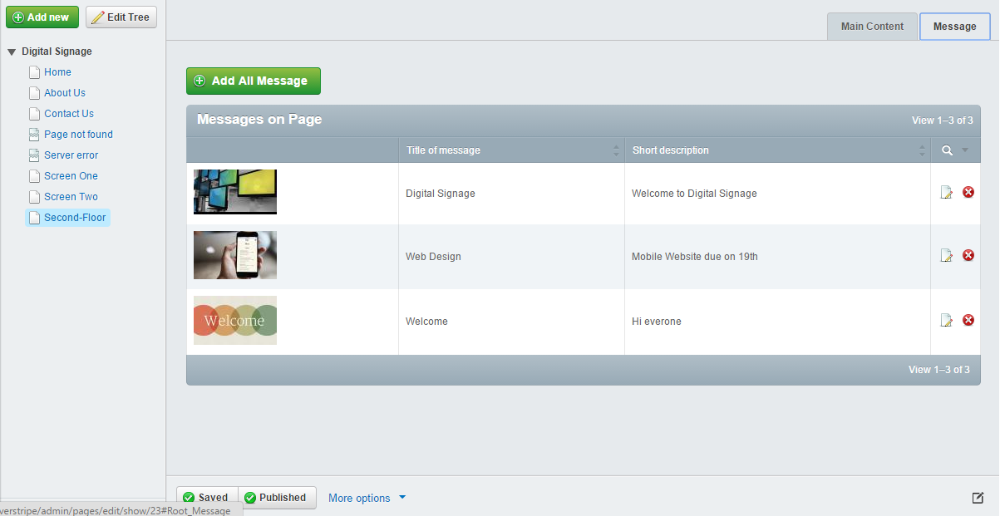 Add new
Edit Tree
Main Content
Message
Digital Signage
Home
About Us
Contact Us
Page not found
Server error
Screen One
Screen Two
Second-Floor
Add All Message
Messages on Page
View 1–3 of 3
Title of message
Short description
Digital Signage
Welcome to Digital Signage
Web Design
Mobile Website due on 19th
Welcome
Welcome
Hi everone
View 1–3 of 3
Saved
Published
More options
verstripe/admin/pages/edit/show/23#Root_Message